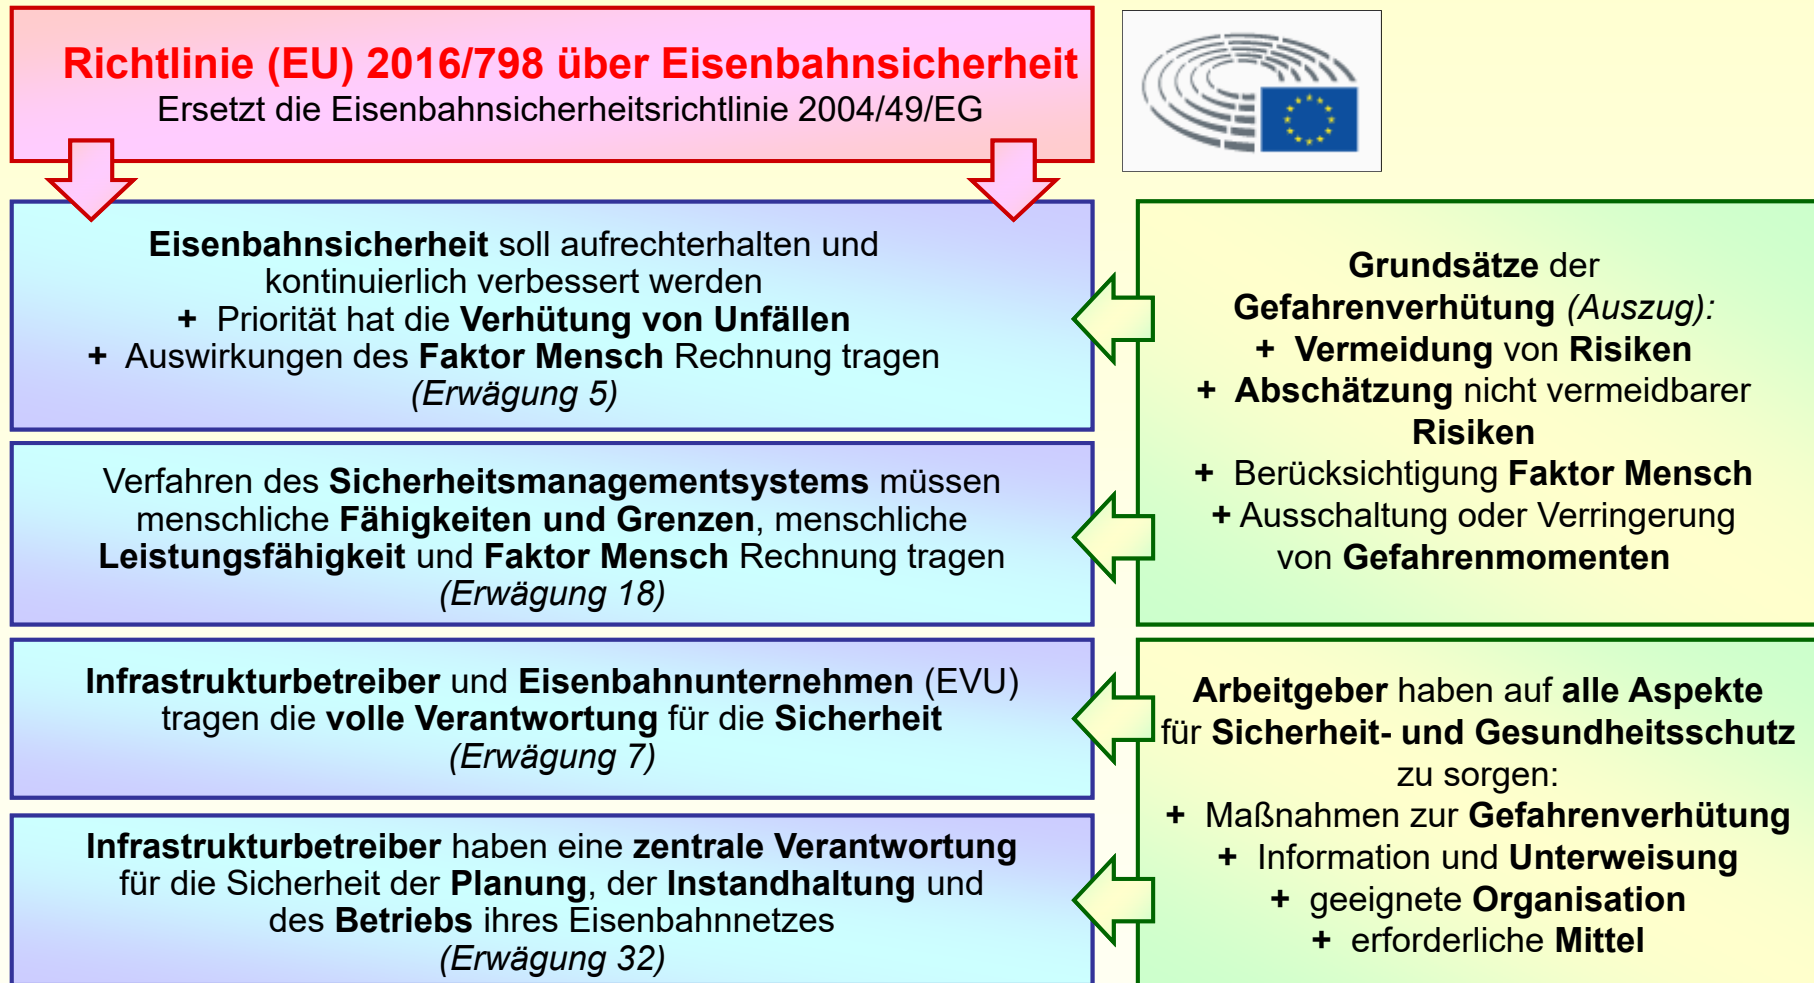 Richtlinie (EU) 2016/798 über Eisenbahnsicherheit
Ersetzt die Eisenbahnsicherheitsrichtlinie 2004/49/EG
Eisenbahnsicherheit soll aufrechterhalten und
kontinuierlich verbessert werden
+ Priorität hat die Verhütung von Unfällen
+ Auswirkungen des Faktor Mensch Rechnung tragen
(Erwägung 5)
Verfahren des Sicherheitsmanagementsystems müssen
menschliche Fähigkeiten und Grenzen, menschliche
Leistungsfähigkeit und Faktor Mensch Rechnung tragen
(Erwägung 18)
Infrastrukturbetreiber und Eisenbahnunternehmen (EVU)
tragen die volle Verantwortung für die Sicherheit
(Erwägung 7)
Infrastrukturbetreiber haben eine zentrale Verantwortung
für die Sicherheit der Planung, der Instandhaltung und
des Betriebs ihres Eisenbahnnetzes
(Erwägung 32)
Grundsätze der
Gefahrenverhütung (Auszug):
+ Vermeidung von Risiken
+ Abschätzung nicht vermeidbarer
Risiken
+ Berücksichtigung Faktor Mensch
+ Ausschaltung oder Verringerung
von Gefahrenmomenten
Arbeitgeber haben auf alle Aspekte
für Sicherheit- und Gesundheitsschutz
zu sorgen:
+ Maßnahmen zur Gefahrenverhütung
+ Information und Unterweisung
+ geeignete Organisation
+ erforderliche Mittel